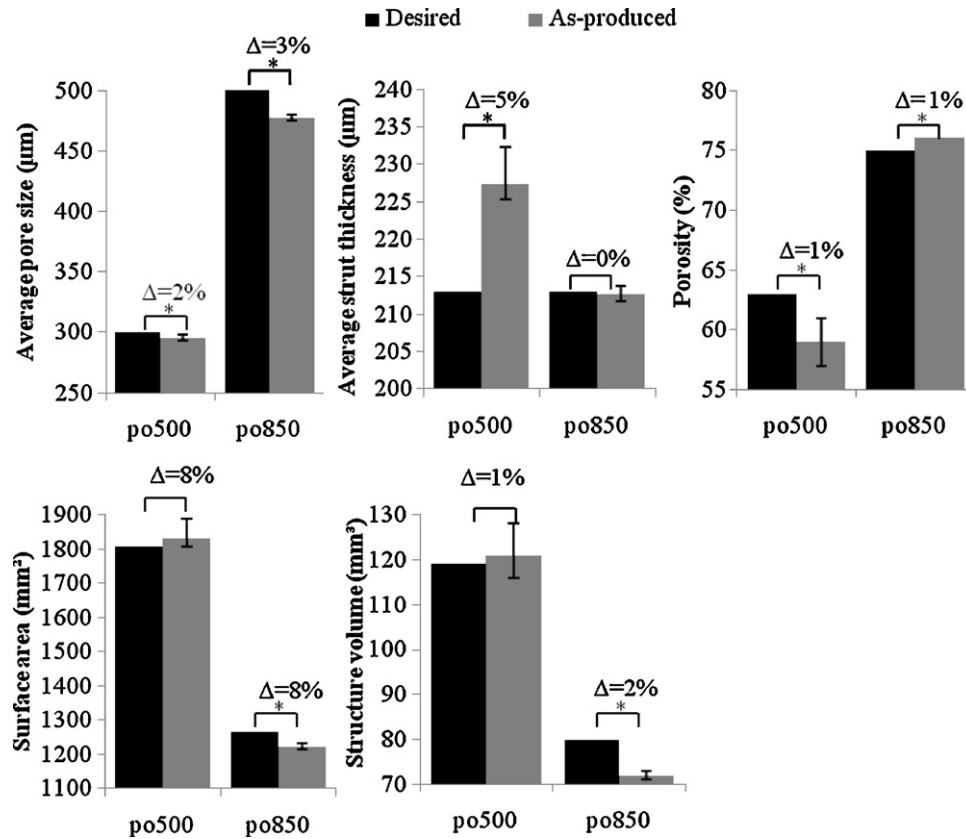 Desired As-produced
Average pore size (µm)
500
450
400
350
300
250
Δ=3%
*
Δ=2%
*
po500 po850
Average strut thickness (µm)
240
235
230
225
220
215
210
205
200
Δ=5%
*
Δ=0%
po500 po850
Porosity (%)
80
75
70
65
60
55
Δ=1%
*
Δ=1%
*
po500 po850
Surface area (mm²)
1900
1800
1700
1600
1500
1400
1300
1200
1100
Δ=8%
Δ=8%
*
po500 po850
Structure volume (mm³)
130
120
110
100
90
80
70
Δ=1%
Δ=2%
*
po500 po850